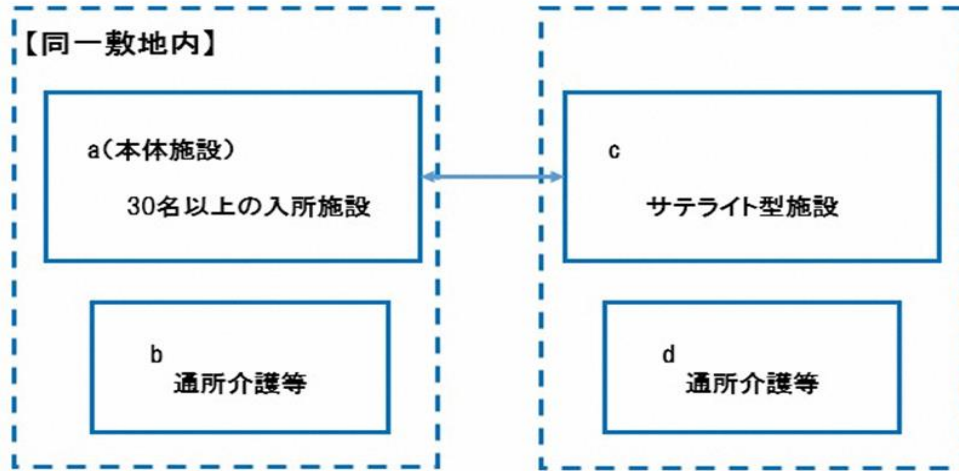 【同一敷地内】
a(本体施設)
30名以上の入所施設
b
通所介護等
c
サテライト型施設
d
通所介護等